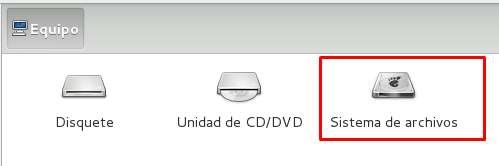 Equipo
Disquete
Unidad de CD/DVD
Sistema de archivos